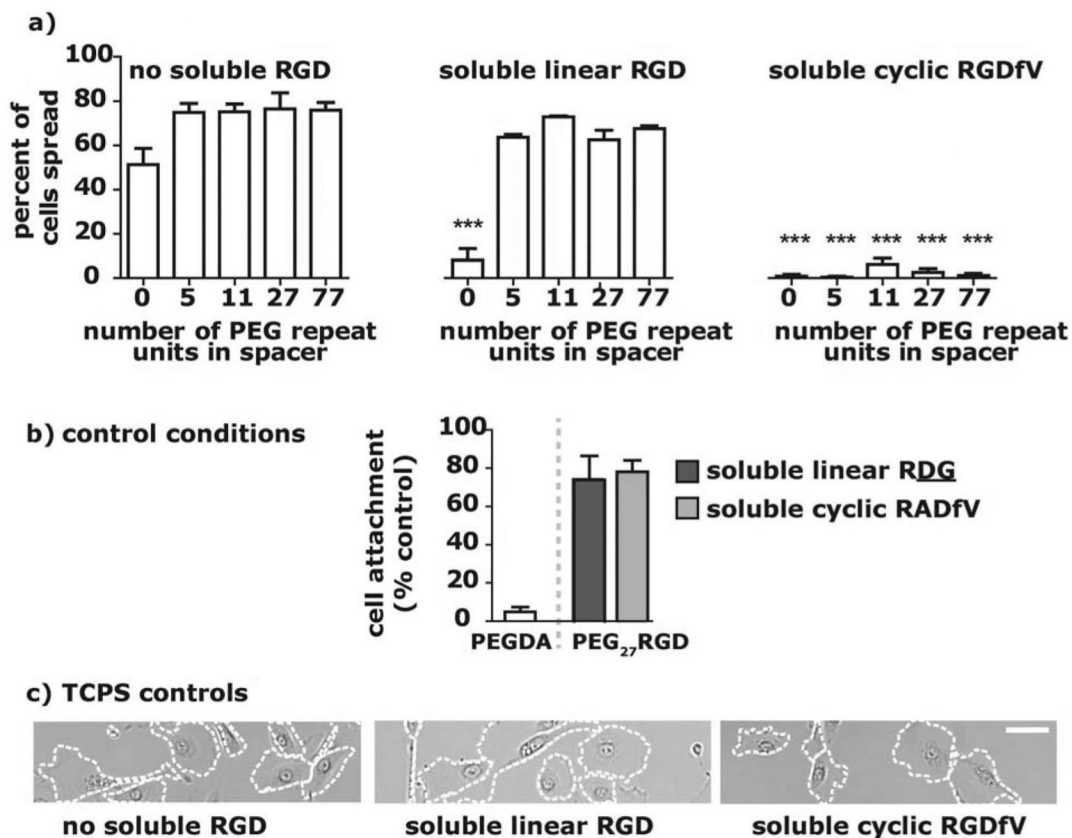 a)
100
80
60
40
20
0
percent of
cells spread
no soluble RGD
0 5 11 27 77
number of PEG repeat
units in spacer
soluble linear RGD
***
0 5 11 27 77
number of PEG repeat
units in spacer
soluble cyclic RGDfV
*** *** *** *** ***
0 5 11 27 77
number of PEG repeat
units in spacer
b) control conditions
cell attachment
(% control)
100
80
60
40
20
0
PEGDA PEG27RGD
soluble linear RDG
soluble cyclic RADfV
c) TCPS controls
no soluble RGD
soluble linear RGD
soluble cyclic RGDfV